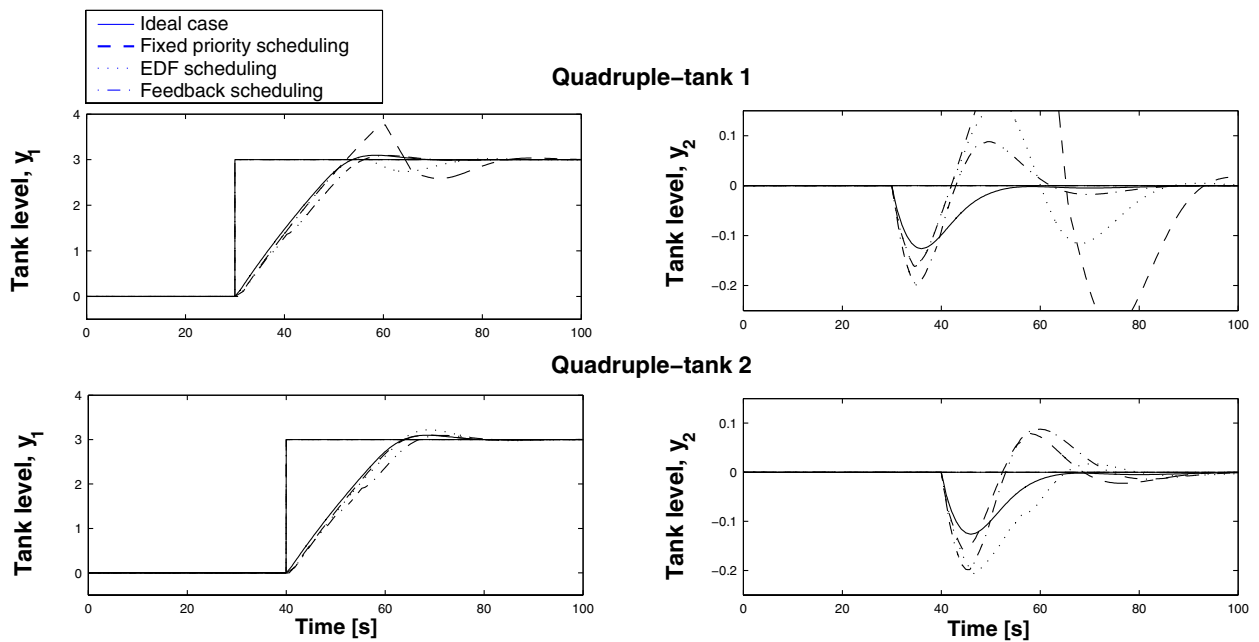 Ideal case
Fixed priority scheduling
EDF scheduling
Feedback scheduling
Quadruple−tank 1
Tank level, y1
4
3
2
1
0
0 20 40 60 80 100
Tank level, y2
0.1
0
−0.1
−0.2
0 20 40 60 80 100
Quadruple−tank 2
Tank level, y1
4
3
2
1
0
0 20 40 60 80 100
Time [s]
Tank level, y2
0.1
0
−0.1
−0.2
0 20 40 60 80 100
Time [s]